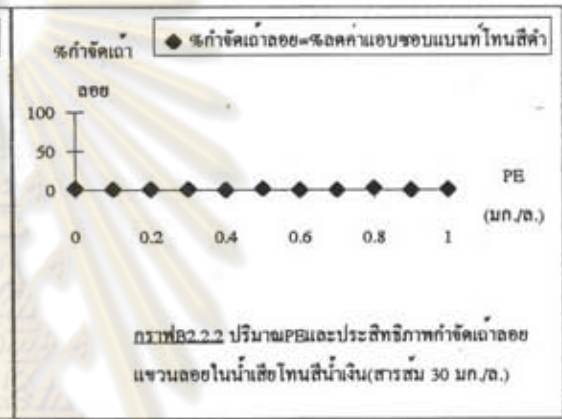 %กำจัดเถ้า
ลอย
◆ %กำจัดเถ้าลอย=%ลดค่าแอบซอบแบนท์โทนสีดำ
100
50
0
0 0.2 0.4 0.6 0.8 1
PE
(มก./ล.)
กราฟB2.2.2 ปริมาณPEและประสิทธิภาพกำจัดเถ้าลอย
แขวนลอยในน้ำเสียโทนสีน้ำเงิน(สารส้ม 30 มก./ล.)